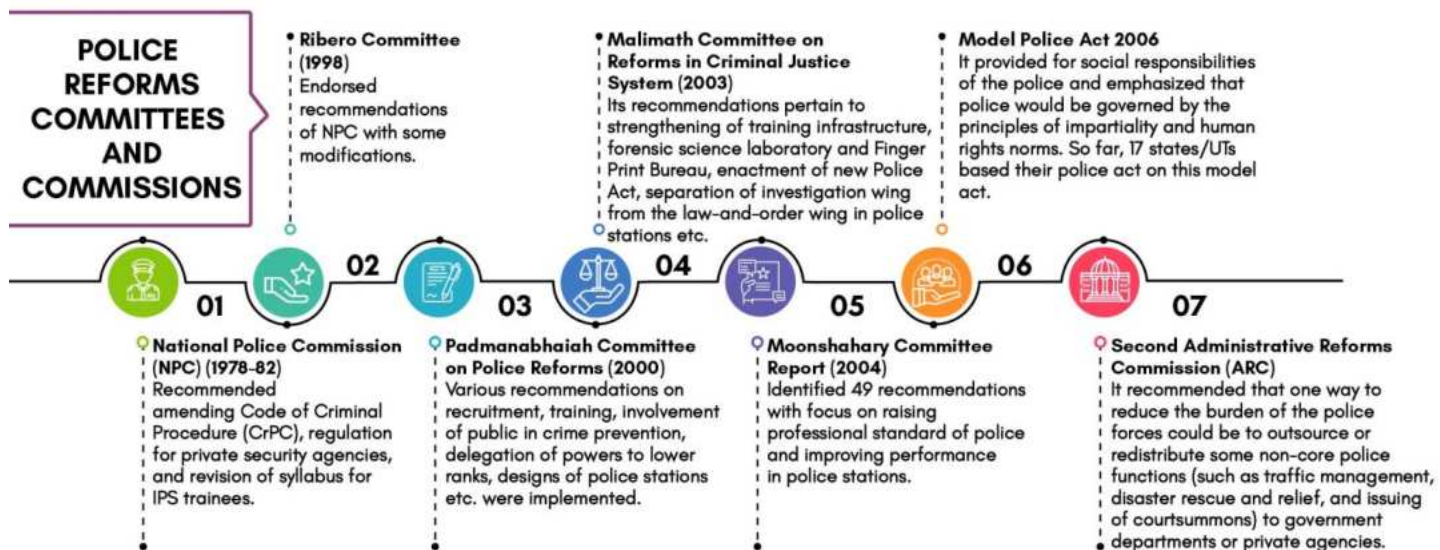 POLICE
REFORMS
COMMITTEES
AND
COMMISSIONS
01
National Police Commission
(NPC) (1978-82)
Recommended
amending Code of Criminal
Procedure (CrPC), regulation
for private security agencies,
and revision of syllabus for
IPS trainees.
02
Ribero Committee
(1998)
Endorsed
recommendations
of NPC with some
modifications.
03
Padmanabhaiah Committee
on Police Reforms (2000)
Various recommendations on
recruitment, training, involvement
of public in crime prevention,
delegation of powers to lower
ranks, designs of police stations
etc. were implemented.
04
Malimath Committee on
Reforms in Criminal Justice
System (2003)
Its recommendations pertain to
strengthening of training infrastructure,
forensic science laboratory and Finger
Print Bureau, enactment of new Police
Act, separation of investigation wing
from the law-and-order wing in police
stations etc.
05
Moonshahary Committee
Report (2004)
Identified 49 recommendations
with focus on raising
professional standard of police
and improving performance
in police stations.
06
Model Police Act 2006
It provided for social responsibilities
of the police and emphasized that
police would be governed by the
principles of impartiality and human
rights norms. So far, 17 states/UTs
based their police act on this model
act.
07
Second Administrative Reforms
Commission (ARC)
It recommended that one way to
reduce the burden of the police
forces could be to outsource or
redistribute some non-core police
functions (such as traffic management,
disaster rescue and relief, and issuing
of courtsummons) to government
departments or private agencies.